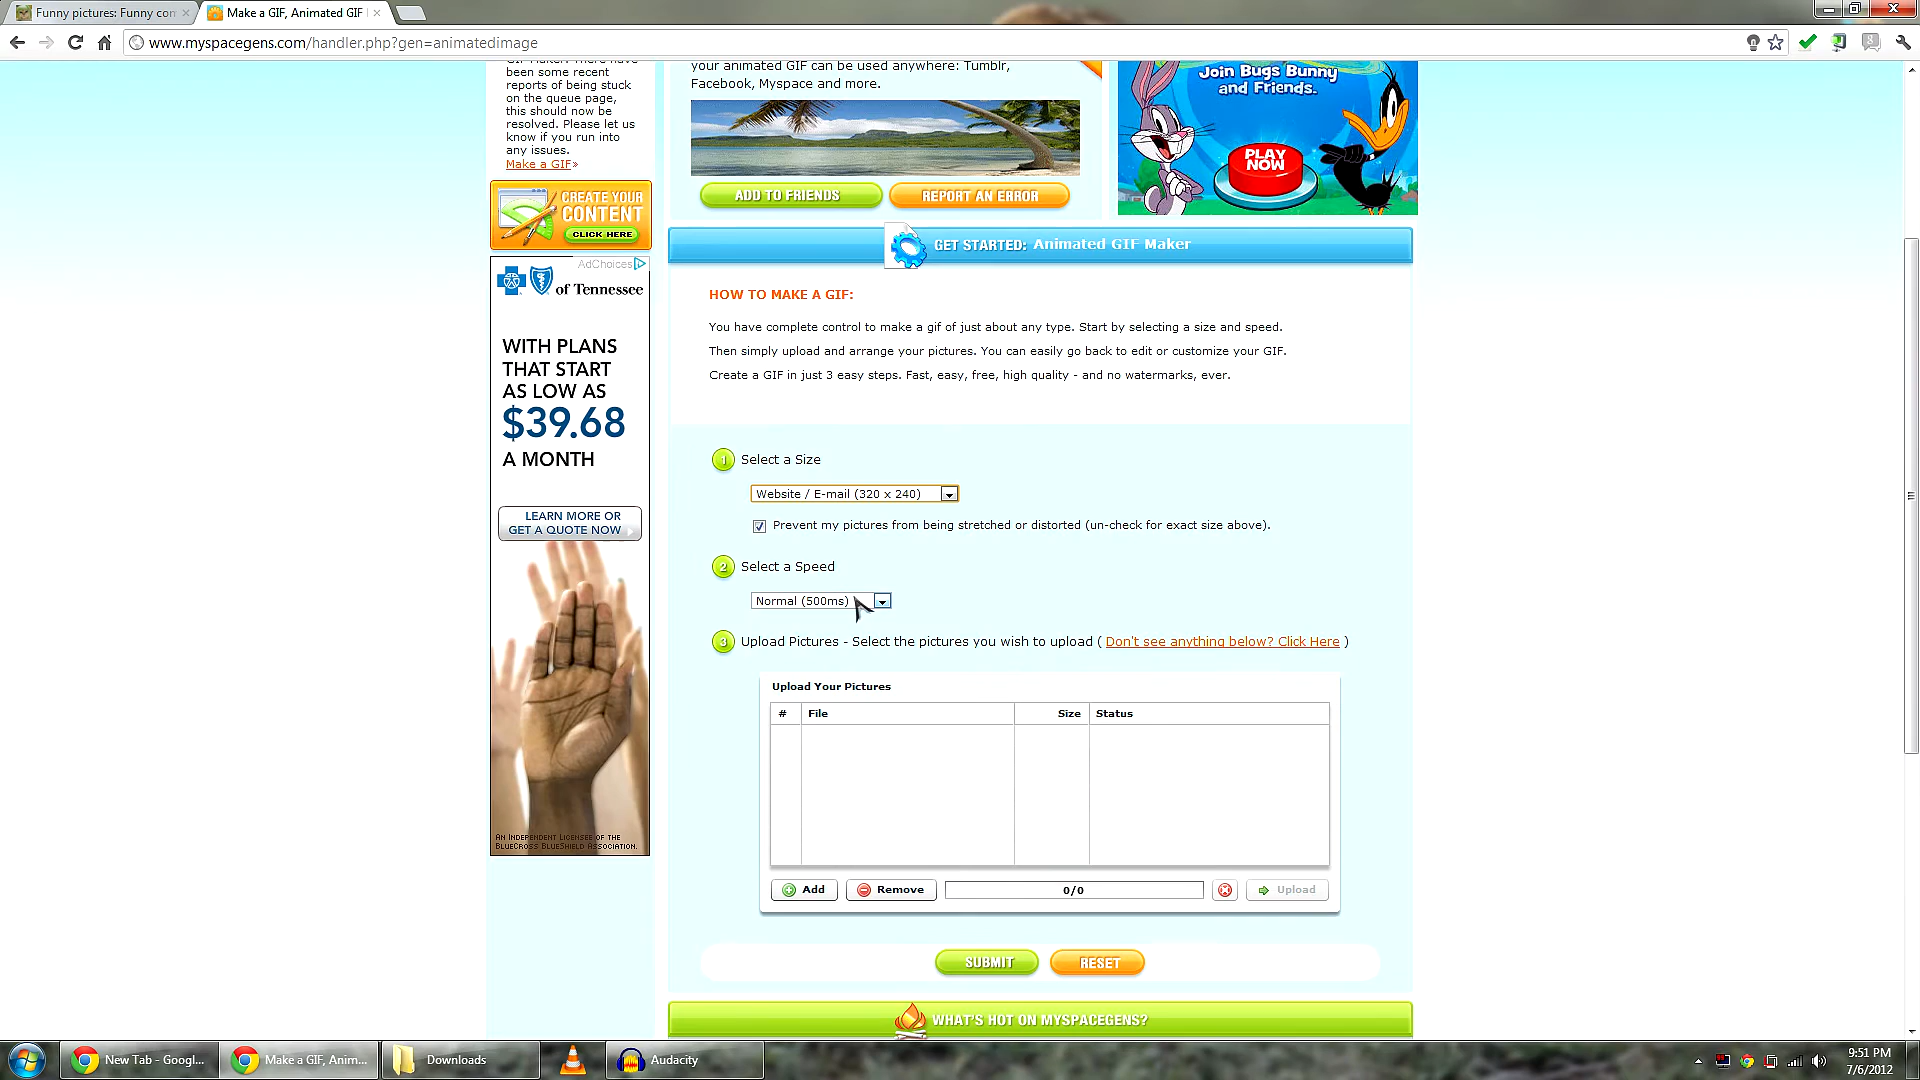 Funny pictures: Funny con
Make a GIF, Animated GIF
www.myspacegens.com/handler.php?gen=animatedimage
been some recent
reports of being stuck
on the queue page,
this should now be
resolved. Please let us
know if you run into
any issues.
Make a GIF»
CREATE YOUR
CONTENT
CLICK HERE
AdChoices
of Tennessee
WITH PLANS
THAT START
AS LOW AS
$39.68
A MONTH
LEARN MORE OR
GET A QUOTE NOW
AN INDEPENDENT LICENSEE OF THE
BLUECROSS BLUESHIELD ASSOCIATION.
your animated GIF can be used anywhere: Tumblr,
Facebook, Myspace and more.
ADD TO FRIENDS
REPORT AN ERROR
Join Bugs Bunny
and Friends.
PLAY
NOW
GET STARTED: Animated GIF Maker
HOW TO MAKE A GIF:
You have complete control to make a gif of just about any type. Start by selecting a size and speed.
Then simply upload and arrange your pictures. You can easily go back to edit or customize your GIF.
Create a GIF in just 3 easy steps. Fast, easy, free, high quality - and no watermarks, ever.
1 Select a Size
Website / E-mail (320 x 240)
Prevent my pictures from being stretched or distorted (un-check for exact size above).
2 Select a Speed
Normal (500ms)
3 Upload Pictures - Select the pictures you wish to upload ( Don't see anything below? Click Here )
Upload Your Pictures
# File Size Status
Add Remove 0/0 Upload
SUBMIT RESET
WHAT'S HOT ON MYSPACEGENS?
New Tab - Googl...
Make a GIF, Anim...
Downloads
Audacity
9:51 PM
7/6/2012